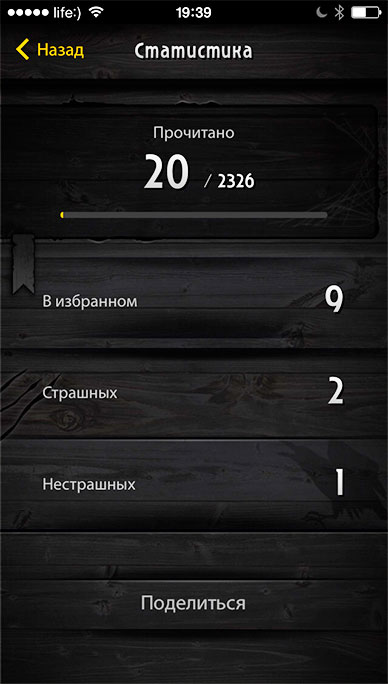 life:) 19:39
Назад Статистика
Прочитано
20 / 2326
В избранном 9
Страшных 2
Нестрашных 1
Поделиться